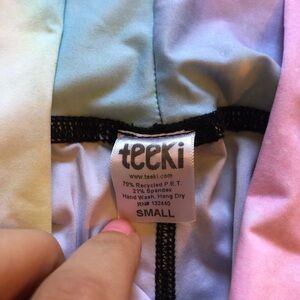 teeki
www.teeki.com
79% Recycled P.E.T.
21% Spandex
Hand Wash, Hang Dry
RN# 132440
SMALL